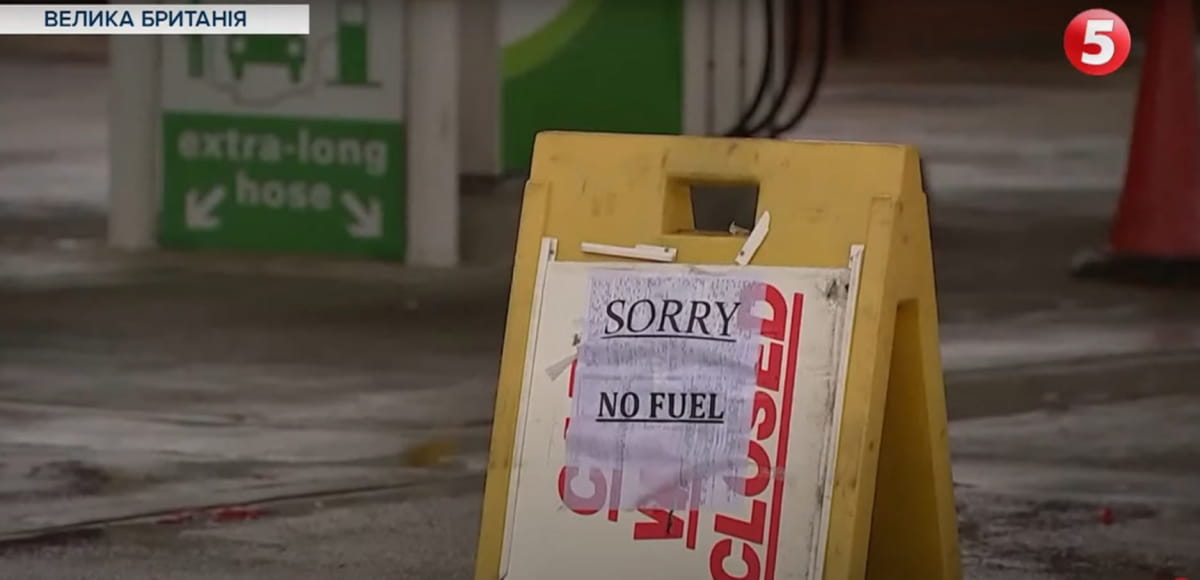 ВЕЛИКА БРИТАНІЯ
5
extra-long
hose
SORRY
NO FUEL
CLOSED